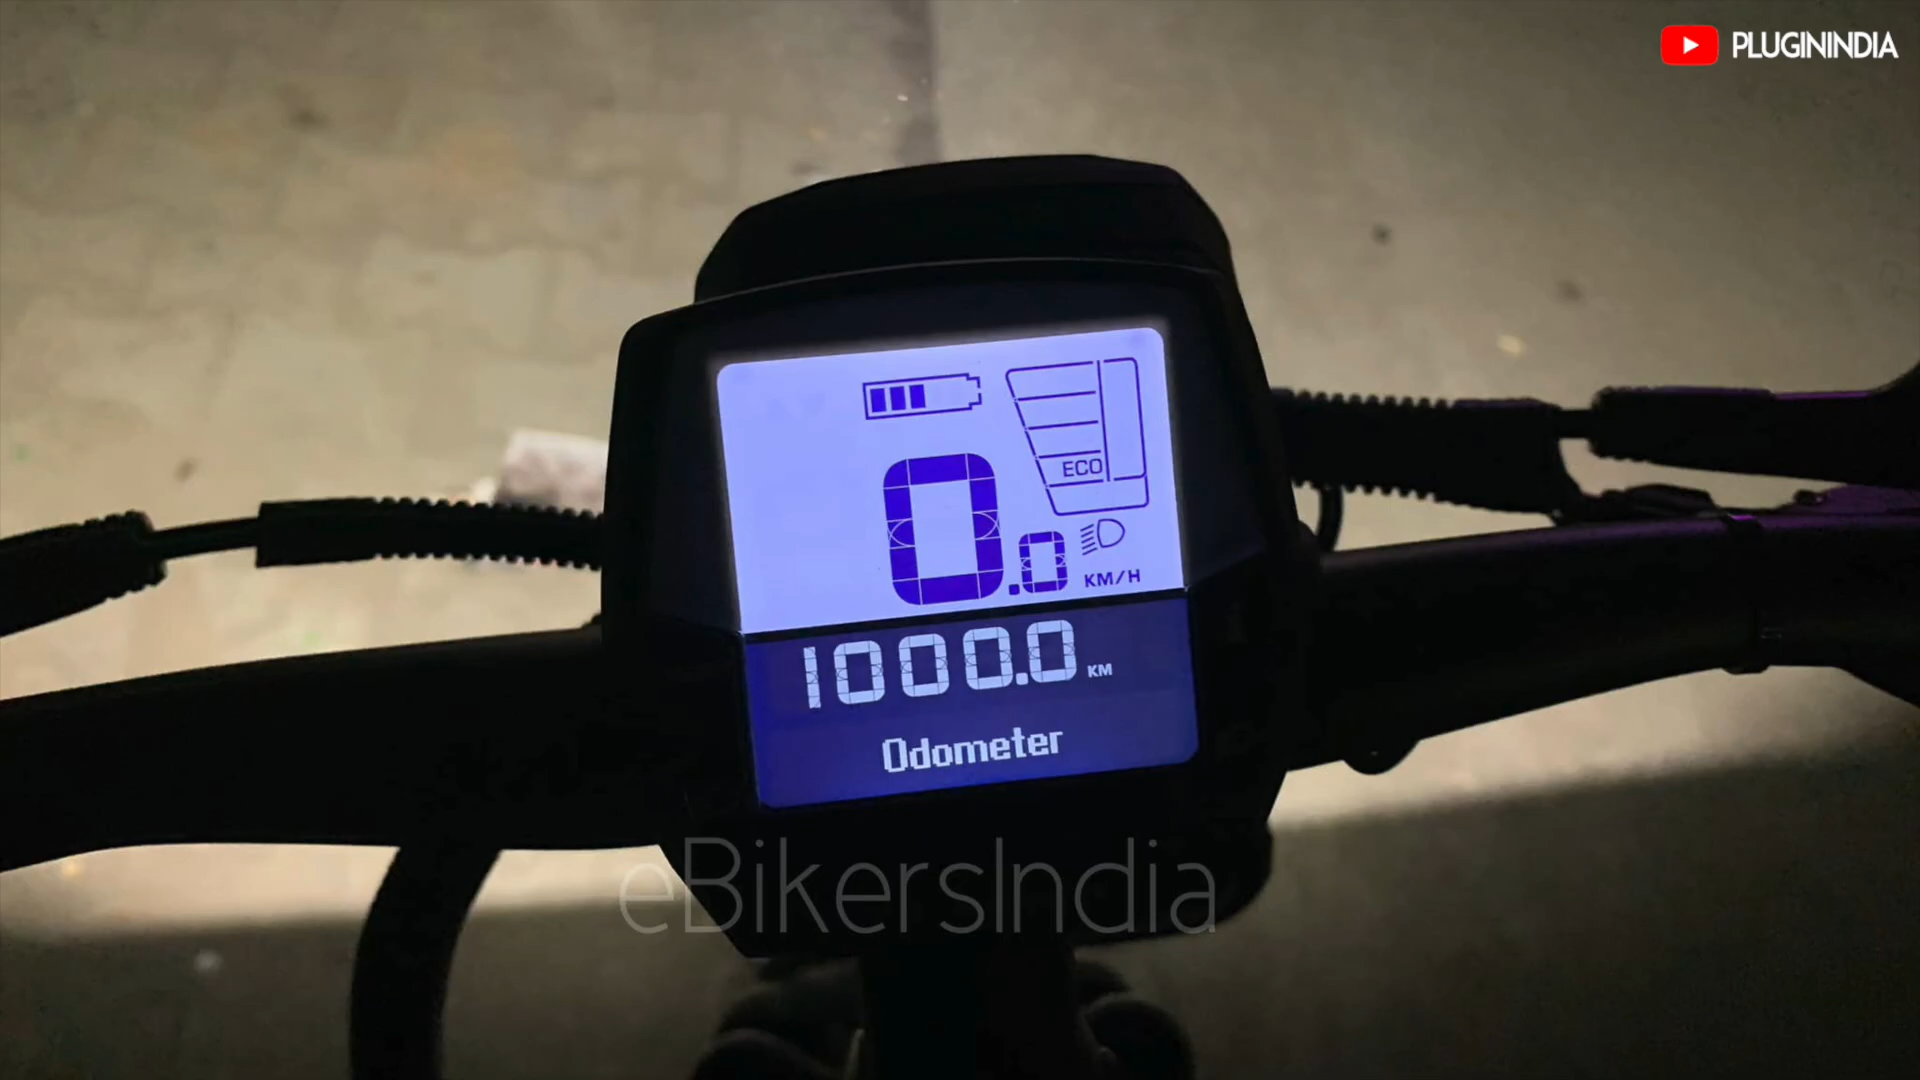 PLUGININDIA
ECO
0.0
KM/H
1000.0 KM
Odometer
eBikersIndia